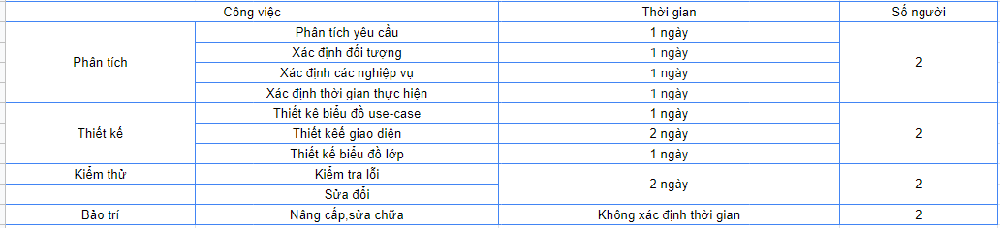 Công việc Thời gian Số người
Phân tích yêu cầu 1 ngày
Xác định đối tượng 1 ngày
Phân tích 2
Xác định các nghiệp vụ 1 ngày
Xác định thời gian thực hiện 1 ngày
Thiết kê biểu đồ use-case 1 ngày
Thiết kế Thiết kêế giao diện 2 ngày 2
Thiết kế biểu đồ lớp 1 ngày
Kiểm thử Kiểm tra lỗi
2 ngày 2
Sửa đổi
Bảo trí Nâng cấp,sửa chữa Không xác định thời gian 2